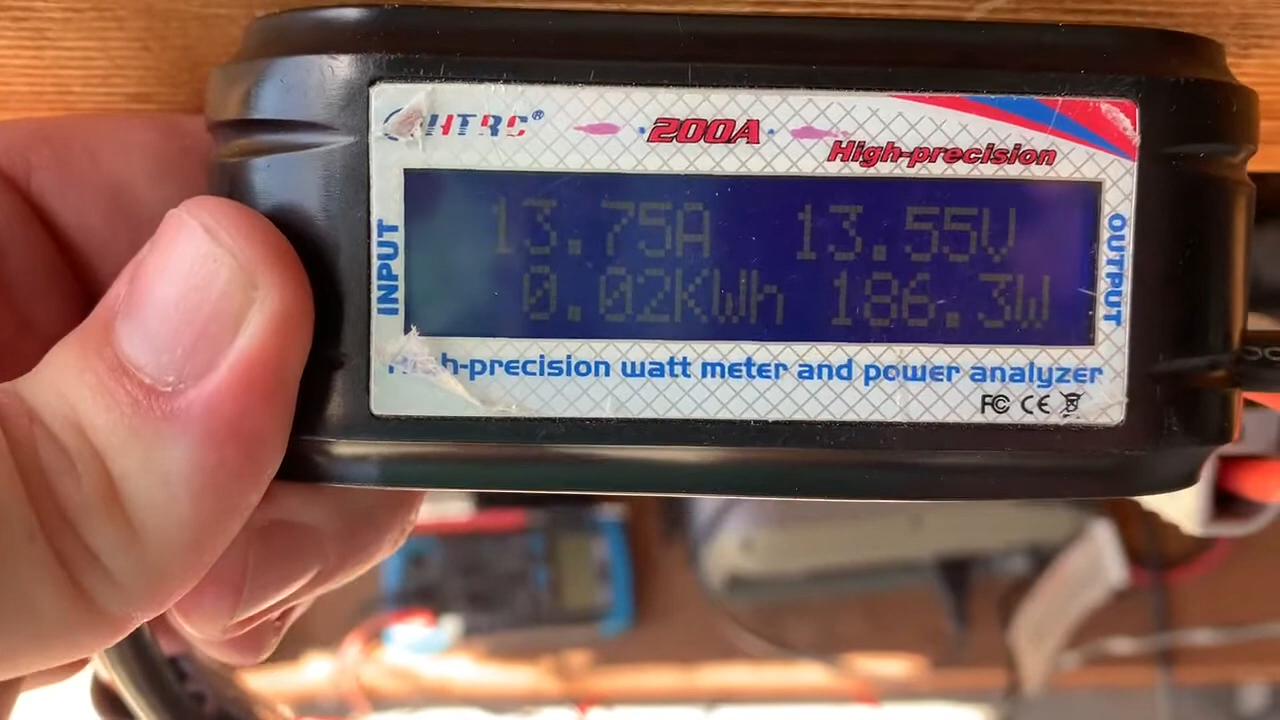 HTRC®
200A
High-precision
INPUT
13.75A 13.55V
0.02KWh 186.3W
OUTPUT
High-precision watt meter and power analyzer
FC CE